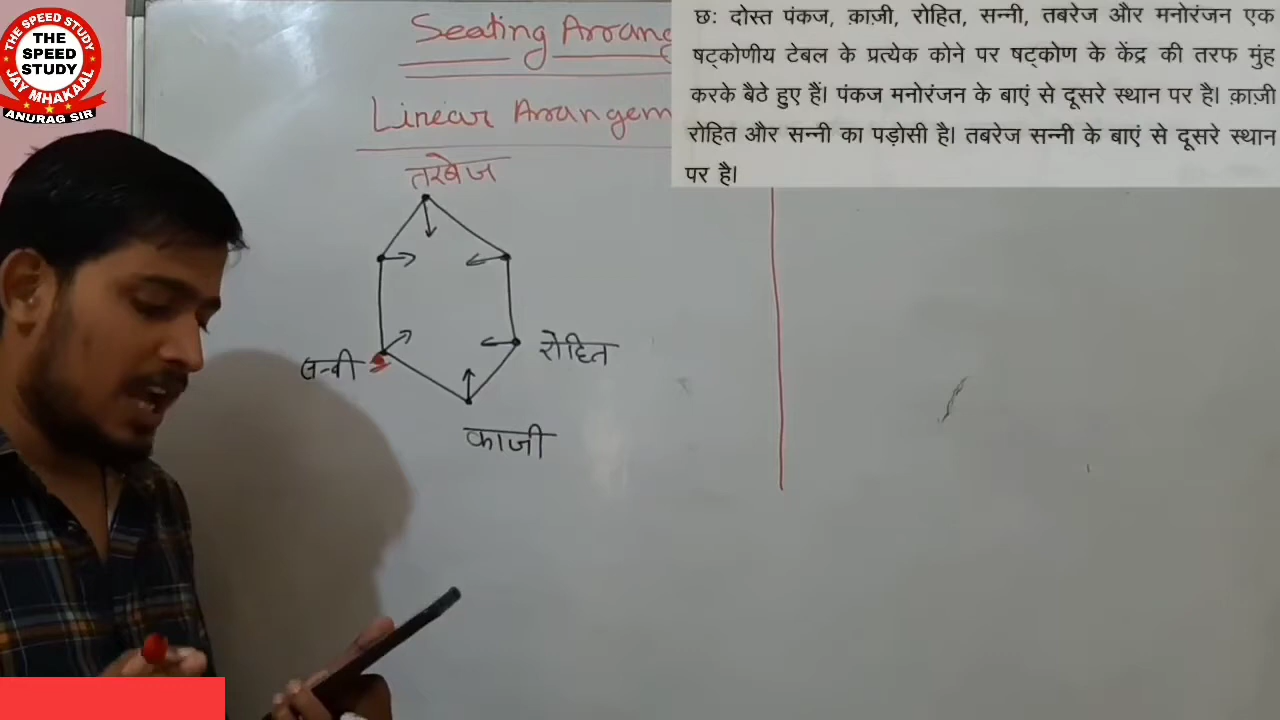 THE SPEED STUDY
THE
SPEED
STUDY
JAY MHAKAAL
ANURAG SIR
Seating Arrang
Linear Arrangem
छः दोस्त पंकज, क़ाज़ी, रोहित, सन्नी, तबरेज और मनोरंजन एक
षट्कोणीय टेबल के प्रत्येक कोने पर षट्कोण के केंद्र की तरफ मुंह
करके बैठे हुए हैं। पंकज मनोरंजन के बाएं से दूसरे स्थान पर है। क़ाज़ी
रोहित और सन्नी का पड़ोसी है। तबरेज सन्नी के बाएं से दूसरे स्थान
पर है।
तरबेज
सन्नी
रोहित
काजी